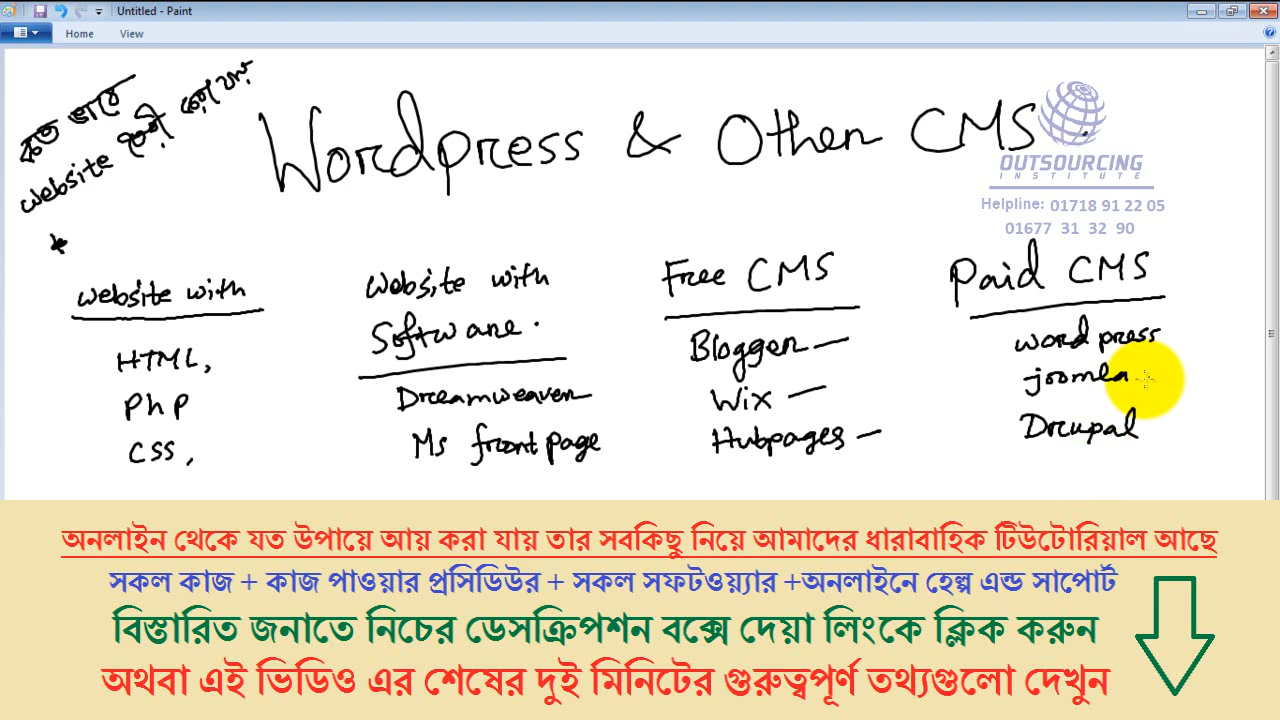 Untitled - Paint
Home View
কত ভাবে
website তৈরী করা যায়
Wordpress & Other CMS
OUTSOURCING
INSTITUTE
Helpline: 01718 91 22 05
01677 31 32 90
website with
HTML,
PHP
CSS,
Website with
Software.
Dreamweaver
Ms frontpage
Free CMS
Blogger
Wix
Hubpages
Paid CMS
wordpress
joomla
Drupal
অনলাইন থেকে যত উপায়ে আয় করা যায় তার সবকিছু নিয়ে আমাদের ধারাবাহিক টিউটোরিয়াল আছে
সকল কাজ + কাজ পাওয়ার প্রসিডিউর + সকল সফটওয়্যার +অনলাইনে হেল্প এন্ড সাপোর্ট
বিস্তারিত জনাতে নিচের ডেসক্রিপশন বক্সে দেয়া লিংকে ক্লিক করুন
অথবা এই ভিডিও এর শেষের দুই মিনিটের গুরুত্বপূর্ণ তথ্যগুলো দেখুন